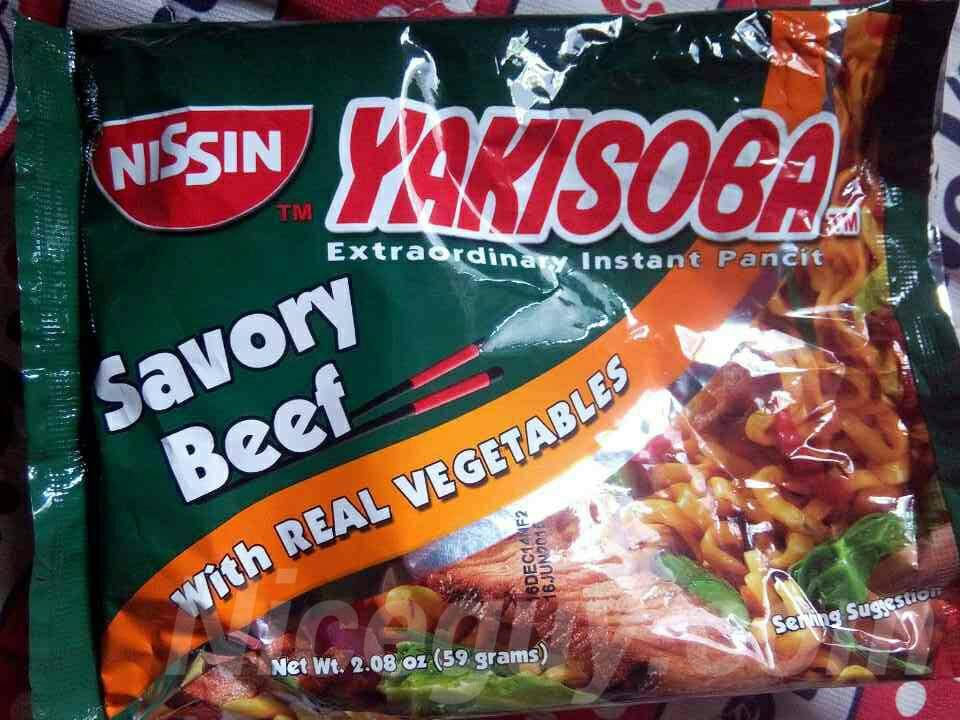 NISSIN
TM
YAKISOBA
TM
Extraordinary Instant Pancit
Savory
Beef
With REAL VEGETABLES
Serving Suggestion
Net Wt. 2.08 oz (59 grams)